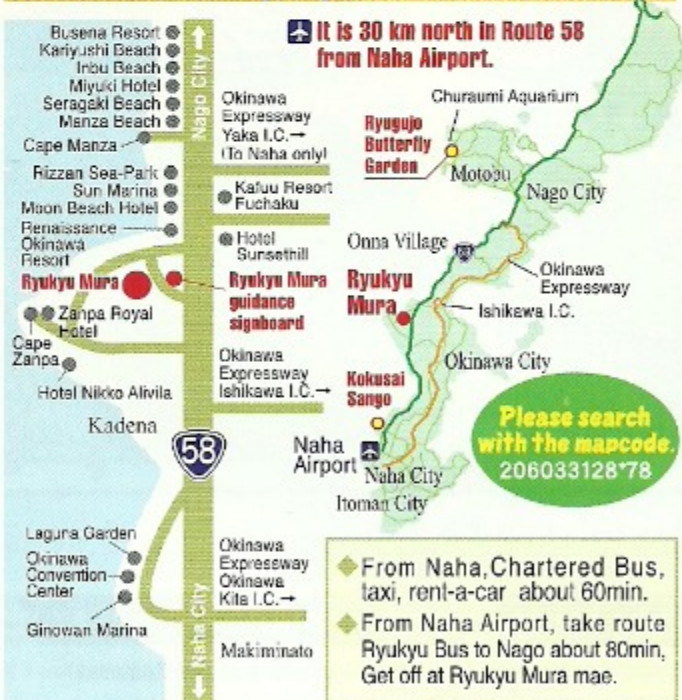 It is 30 km north in Route 58
from Naha Airport.
Busena Resort
Kariyushi Beach
Inbu Beach
Miyuki Hotel
Seragaki Beach
Manza Beach
Cape Manza
Rizzan Sea-Park
Sun Marina
Moon Beach Hotel
Renaissance
Okinawa
Resort
Ryukyu Mura
Zanpa Royal
Hotel
Cape
Zanpa
Hotel Nikko Alivila
Kadena
Laguna Garden
Okinawa
Convention
Center
Ginowan Marina
Nago City
58
Naha City
Okinawa
Expressway
Yaka I.C.→
(To Naha only)
Kafuu Resort
Fuchaku
Hotel
Sunsethill
Ryukyu Mura
guidance
signboard
Okinawa
Expressway
Ishikawa I.C.→
Okinawa
Expressway
Okinawa
Kita I.C.→
Makiminato
Churaumi Aquarium
Ryugujo
Butterfly
Garden
Motobu
Nago City
Onna Village
58
Okinawa
Expressway
Ryukyu
Mura
Ishikawa I.C.
Okinawa City
Kokusai
Sango
Naha
Airport
Naha City
Itoman City
Please search
with the mapcode.
206033128*78
From Naha,Chartered Bus,
taxi, rent-a-car about 60min.
From Naha Airport, take route
Ryukyu Bus to Nago about 80min,
Get off at Ryukyu Mura mae.